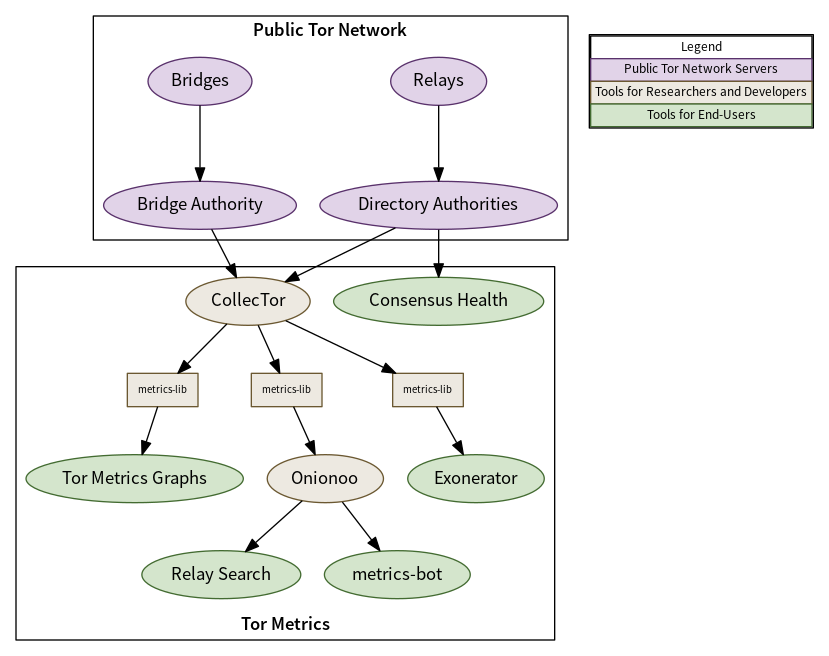 Public Tor Network
Legend
Public Tor Network Servers
Tools for Researchers and Developers
Tools for End-Users
Bridges
Relays
Bridge Authority
Directory Authorities
CollecTor
Consensus Health
metrics-lib
metrics-lib
metrics-lib
Tor Metrics Graphs
Onionoo
Exonerator
Relay Search
metrics-bot
Tor Metrics